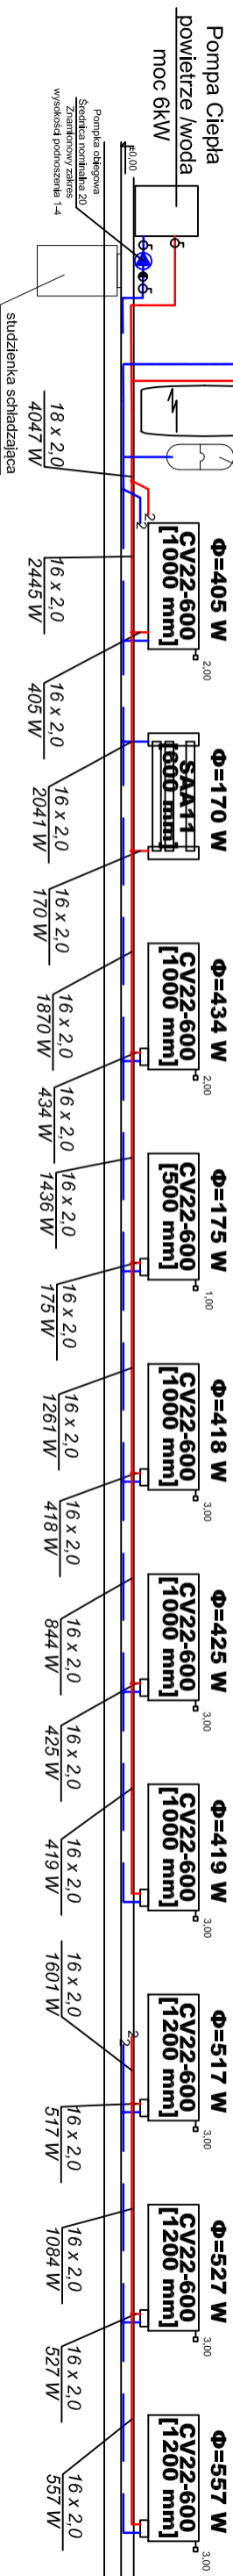 Pompa Ciepła
powietrze /woda
moc 6kW
±0,00
Pompka obiegowa
Średnica nominalna 20
Znamionowy zakres
wysokości podnoszenia 1-4
studzienka schładzająca
18 x 2,0
4047 W
2
2
Φ=405 W
CV22-600
[1000 mm]
2,00
16 x 2,0
2445 W
16 x 2,0
405 W
Φ=170 W
SAA11
[600 mm]
16 x 2,0
2041 W
16 x 2,0
170 W
Φ=434 W
CV22-600
[1000 mm]
2,00
16 x 2,0
1870 W
16 x 2,0
434 W
Φ=175 W
CV22-600
[500 mm]
1,00
16 x 2,0
1436 W
16 x 2,0
175 W
Φ=418 W
CV22-600
[1000 mm]
3,00
16 x 2,0
1261 W
16 x 2,0
418 W
Φ=425 W
CV22-600
[1000 mm]
3,00
16 x 2,0
844 W
16 x 2,0
425 W
Φ=419 W
CV22-600
[1000 mm]
3,00
16 x 2,0
419 W
16 x 2,0
1601 W
2
2
Φ=517 W
CV22-600
[1200 mm]
3,00
16 x 2,0
517 W
16 x 2,0
1084 W
Φ=527 W
CV22-600
[1200 mm]
3,00
16 x 2,0
527 W
Φ=557 W
CV22-600
[1200 mm]
3,00
16 x 2,0
557 W